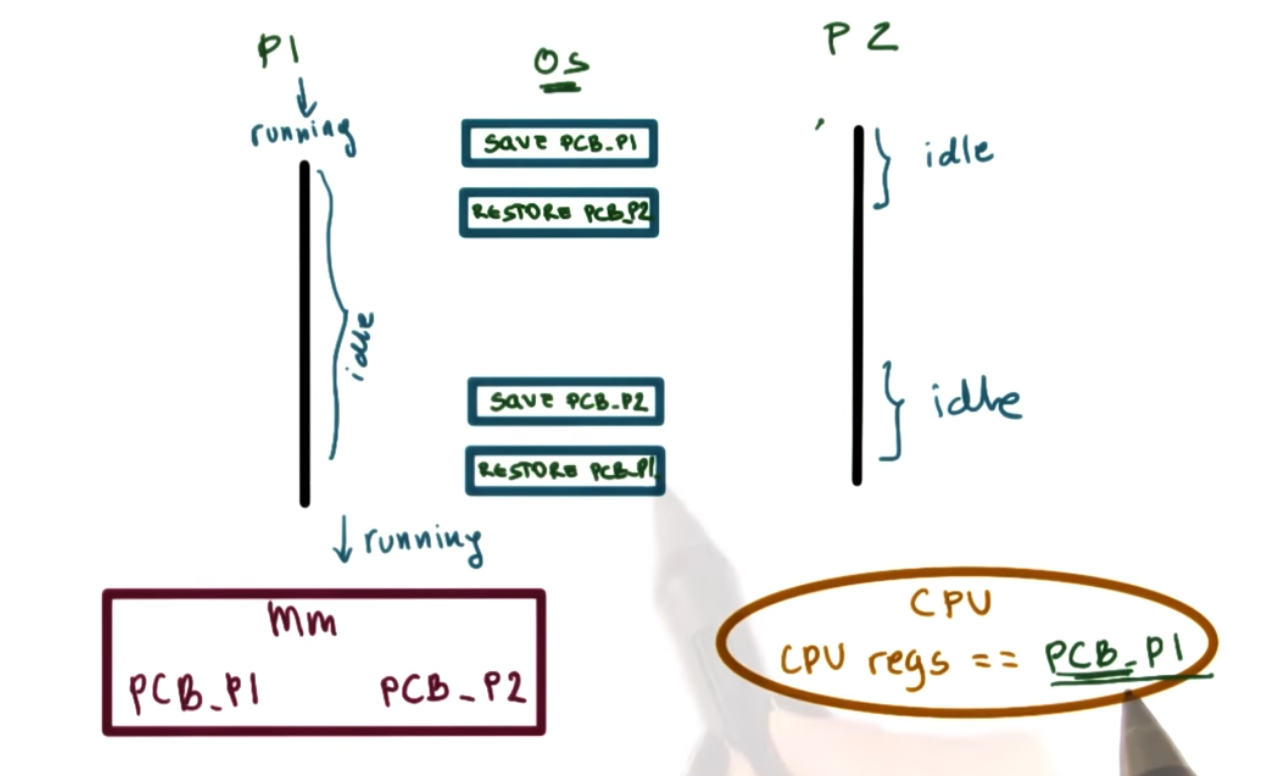 P1
OS
P2
running
SAVE PCB_P1
idle
RESTORE PCB_P2
idle
SAVE PCB_P2
idle
RESTORE PCB_P1
running
mm
PCB_P1 PCB_P2
CPU
CPU regs == PCB_P1